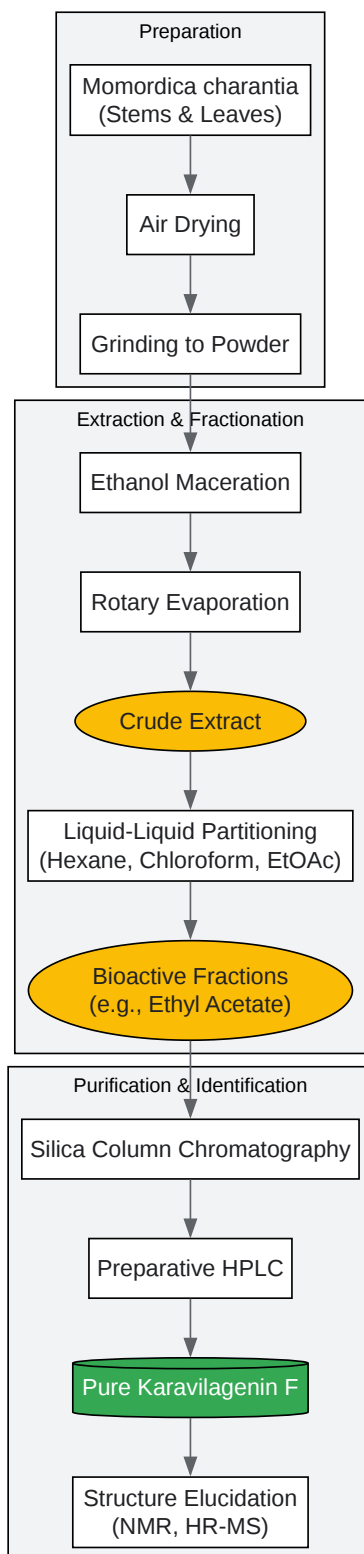 Preparation
Momordica charantia
(Stems & Leaves)
Air Drying
Grinding to Powder
Extraction & Fractionation
Ethanol Maceration
Rotary Evaporation
Crude Extract
Liquid-Liquid Partitioning
(Hexane, Chloroform, EtOAc)
Bioactive Fractions
(e.g., Ethyl Acetate)
Purification & Identification
Silica Column Chromatography
Preparative HPLC
Pure Karavilagenin F
Structure Elucidation
(NMR, HR-MS)